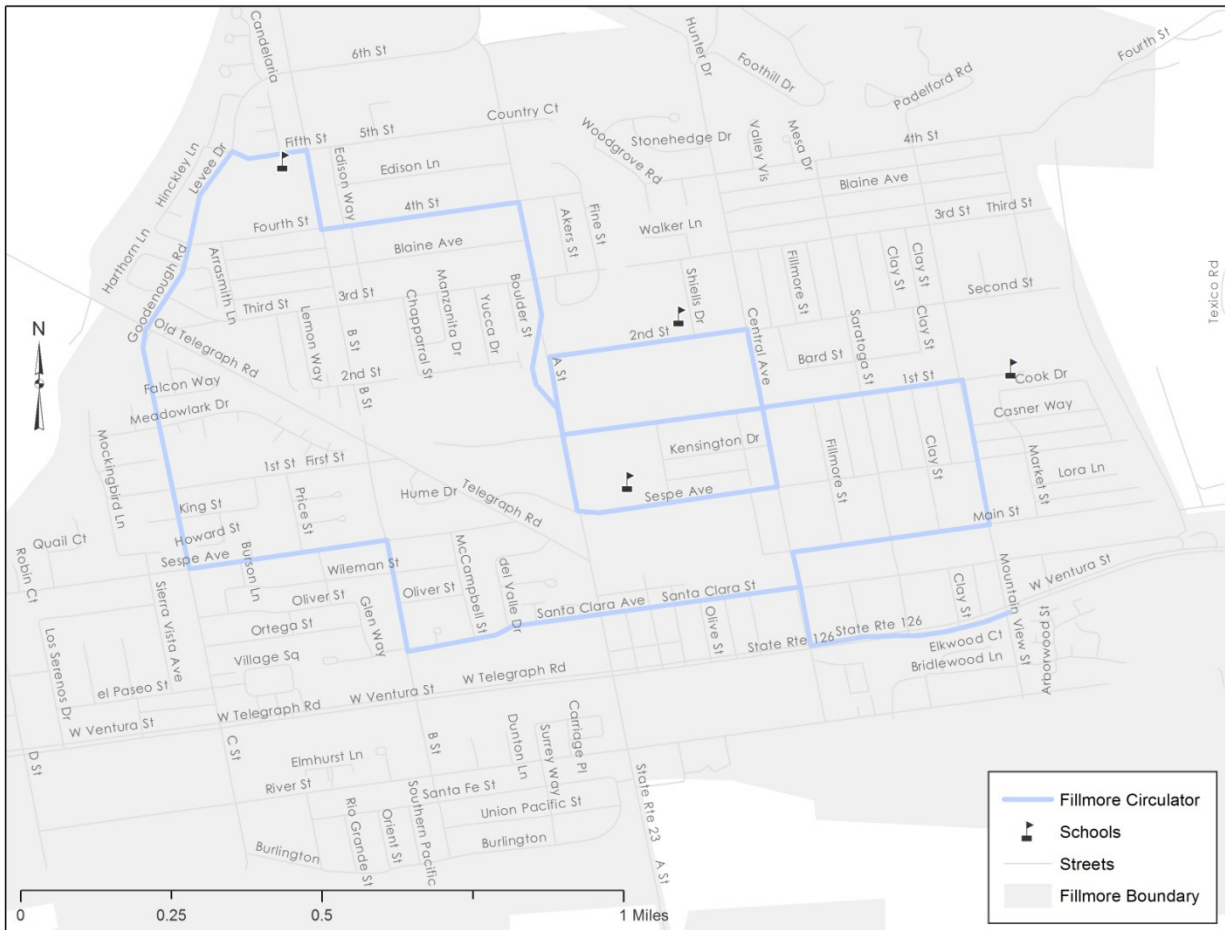 Candelaria
6th St
Hunter Dr
Foothill Dr
Fourth St
Padelford Rd
Country Ct
Fifth St
5th St
Hinckley Ln
Levee Dr
Edison Way
Edison Ln
Woodgrove Rd
Stonehedge Dr
Valley Vis
Mesa Dr
4th St
Blaine Ave
3rd St
Third St
Fourth St
4th St
Akers St
Fine St
Walker Ln
Harthorn Ln
Goodenough Rd
Arrasmith Ln
Blaine Ave
Boulder St
Shiells Dr
Fillmore St
Clay St
Clay St
Second St
Texico Rd
Third St
3rd St
Lemon Way
B St
Chapparral St
Manzanita Dr
Yucca Dr
2nd St
Central Ave
Saratoga St
Clay St
N
Old Telegraph Rd
2nd St
B St
A St
Bard St
1st St
Cook Dr
Casner Way
Falcon Way
Meadowlark Dr
Mockingbird Ln
1st St
First St
Kensington Dr
Fillmore St
Clay St
Market St
Lora Ln
King St
Price St
Hume Dr
Telegraph Rd
Sespe Ave
Main St
Quail Ct
Howard St
Sespe Ave
Robin Ct
Burson Ln
Wileman St
McCampbell St
del Valle Dr
Oliver St
Oliver St
Sierra Vista Ave
Glen Way
Santa Clara Ave
Santa Clara St
Clay St
Mountain View St
W Ventura St
Ortega St
Olive St
State Rte 126
State Rte 126
Elkwood Ct
Bridlewood Ln
Arborwood St
Los Serenos Dr
Village Sq
el Paseo St
W Telegraph Rd
W Ventura St
W Telegraph Rd
W Ventura St
D St
C St
B St
Elmhurst Ln
Dunton Ln
Surrey Way
Carriage Pl
River St
Santa Fe St
Union Pacific St
Rio Grande St
Orient St
Southern Pacific
Burlington
Burlington
State Rte 23
A St
Fillmore Circulator
Schools
Streets
Fillmore Boundary
0
0.25
0.5
1 Miles